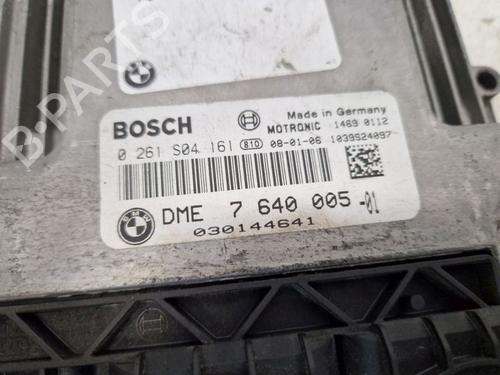 BOSCH
Made in Germany
MOTRONIC 1469 0112
0 261 S04 161 810 08-01-06 1039S24097
BMW
DME 7 640 005-01
030144641
B-PARTS